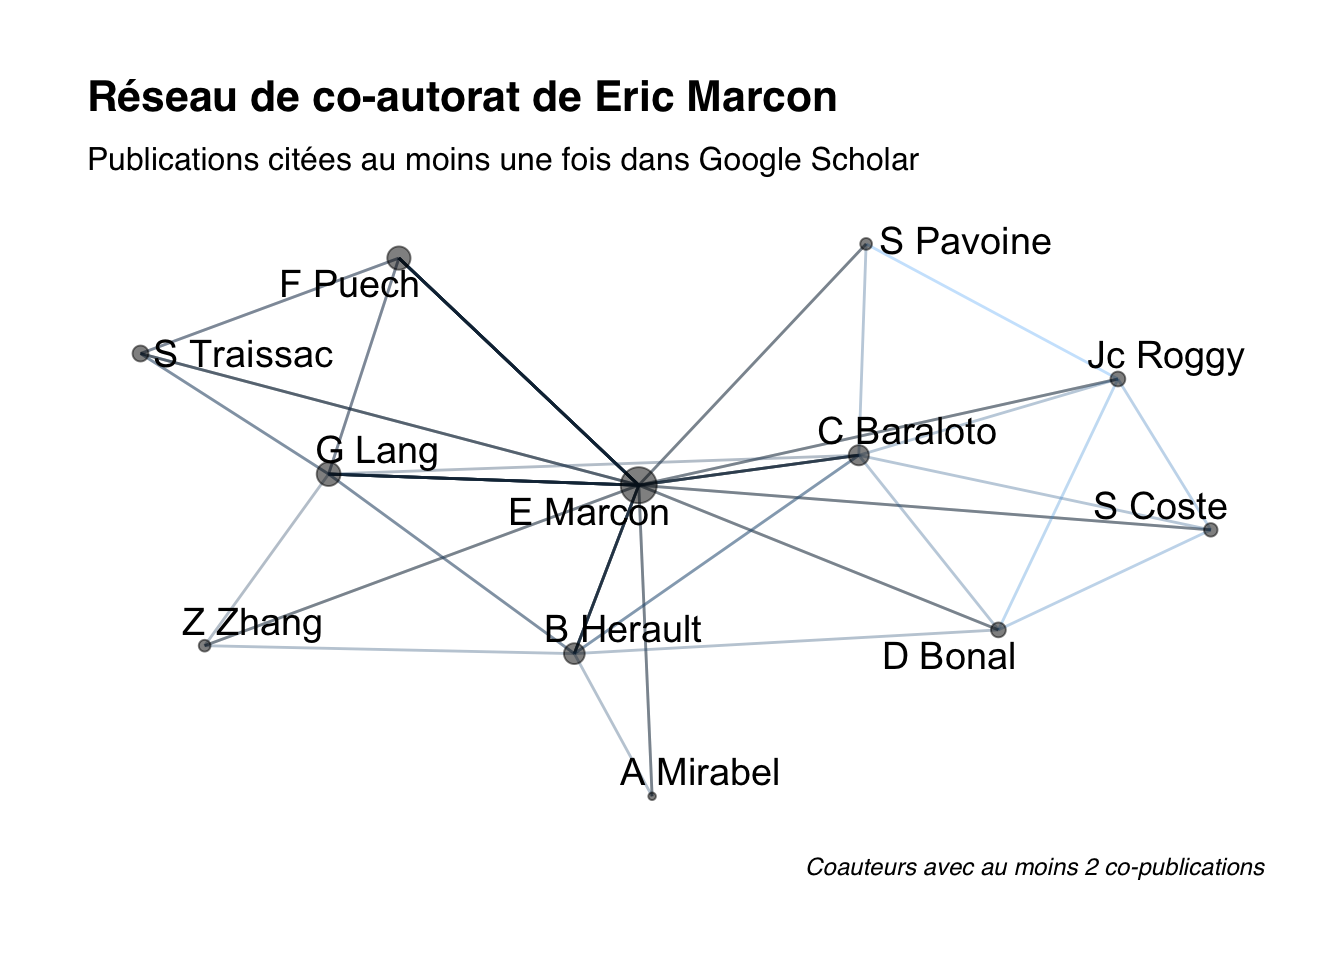 Réseau de co-autorat de Eric Marcon
Publications citées au moins une fois dans Google Scholar
S Pavoine
F Puech
S Traissac
Jc Roggy
C Baraloto
G Lang
S Coste
E Marcon
Z Zhang
B Herault
D Bonal
A Mirabel
Coauteurs avec au moins 2 co-publications